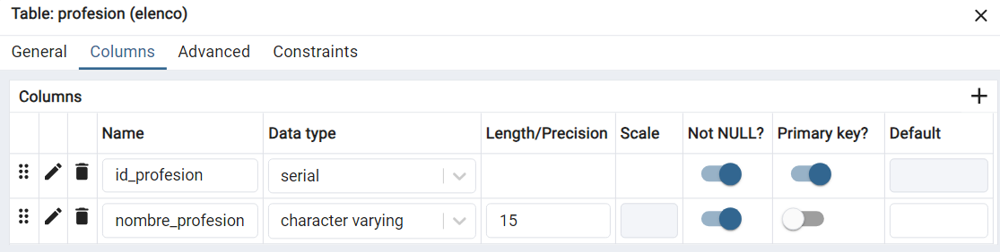 Table: profesion (elenco)
General Columns Advanced Constraints
Columns
Name Data type Length/Precision Scale Not NULL? Primary key? Default
id_profesion serial
nombre_profesion character varying 15